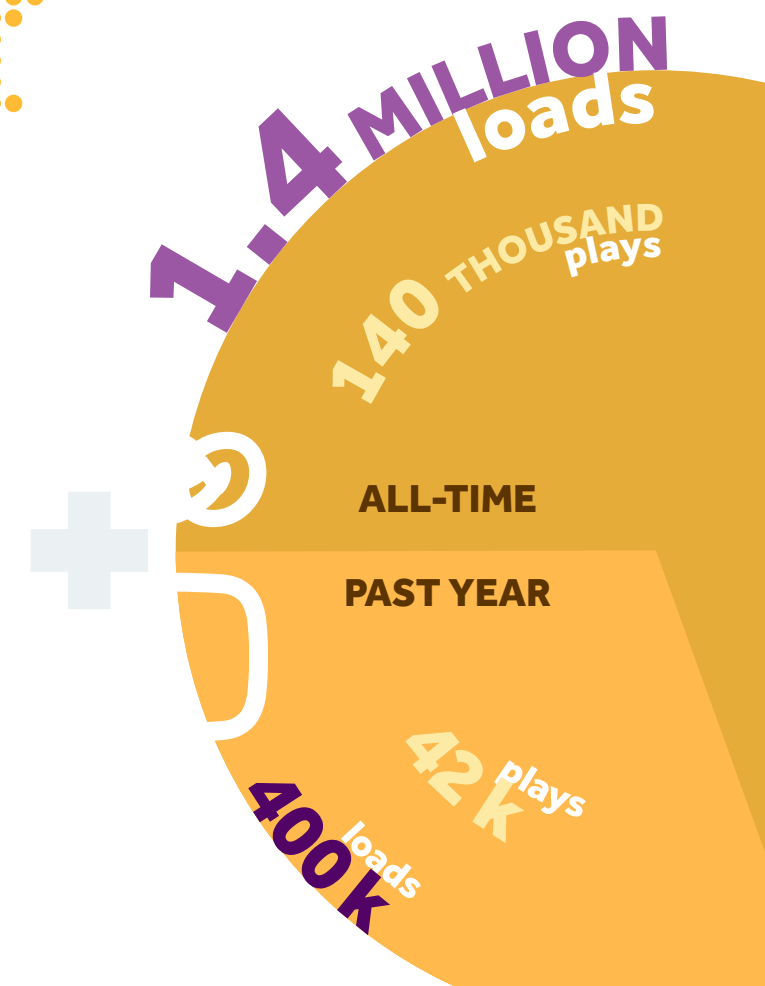 1.4 MILLION
loads
140 THOUSAND
plays
ALL-TIME
PAST YEAR
42 k
plays
400 k
loads